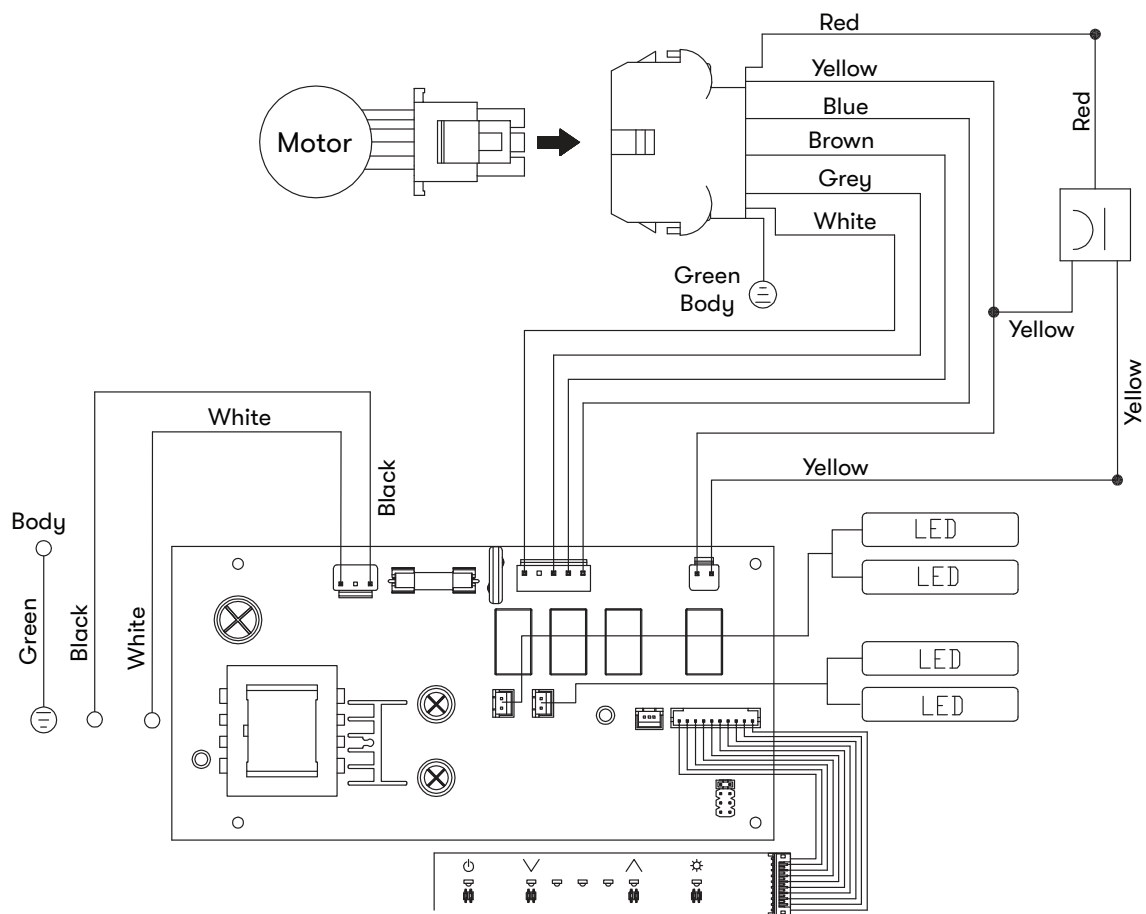 Red
Yellow
Blue
Brown
Grey
White
Motor
Red
Green
Body
Yellow
Yellow
White
Black
Yellow
Body
Green
Black
White
LED
LED
LED
LED